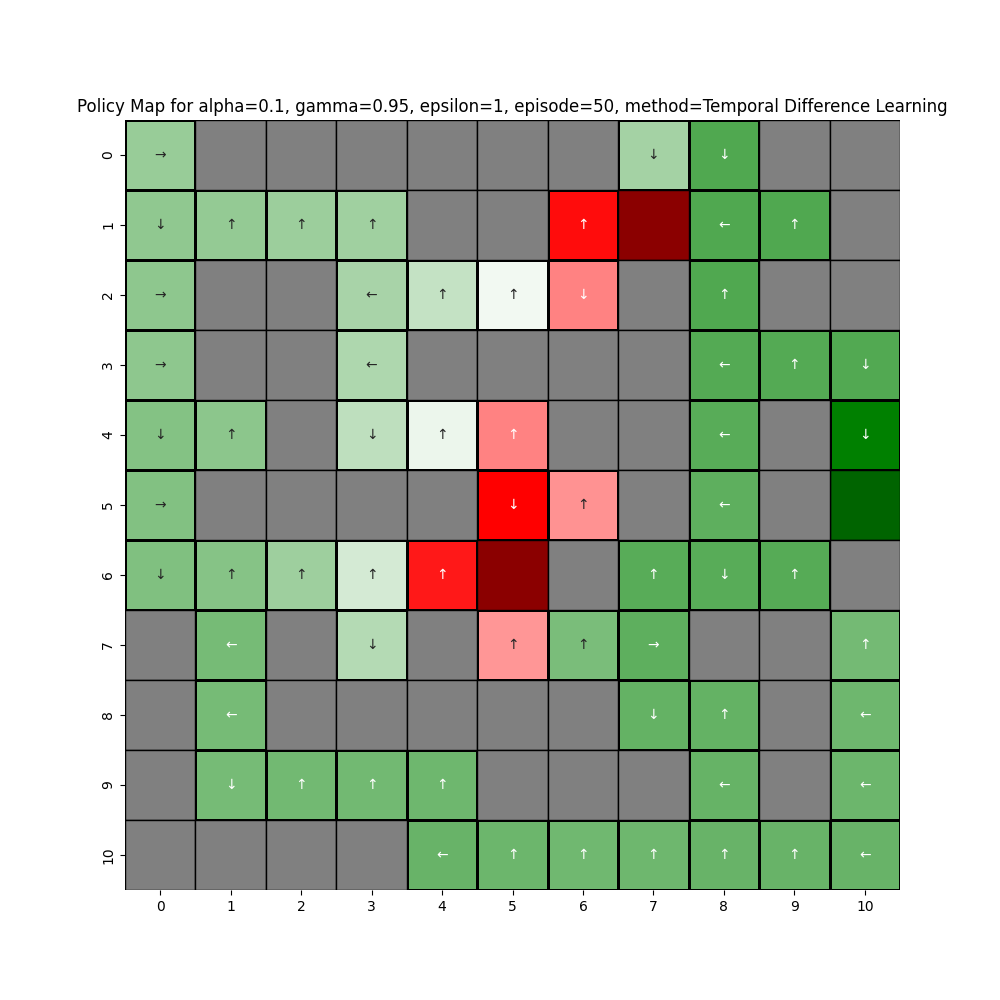 Policy Map for alpha=0.1, gamma=0.95, epsilon=1, episode=50, method=Temporal Difference Learning
0 → ↓ ↓
1 ↓ ↑ ↑ ↑ ↑ ← ↑
2 → ← ↑ ↑ ↓ ↑
3 → ← ← ↑ ↓
4 ↓ ↑ ↓ ↑ ↑ ← ↓
5 → ↓ ↑ ←
6 ↓ ↑ ↑ ↑ ↑ ↑ ↓ ↑
7 ← ↓ ↑ ↑ → ↑
8 ← ↓ ↑ ←
9 ↓ ↑ ↑ ↑ ← ←
10 ← ↑ ↑ ↑ ↑ ↑ ←
0 1 2 3 4 5 6 7 8 9 10